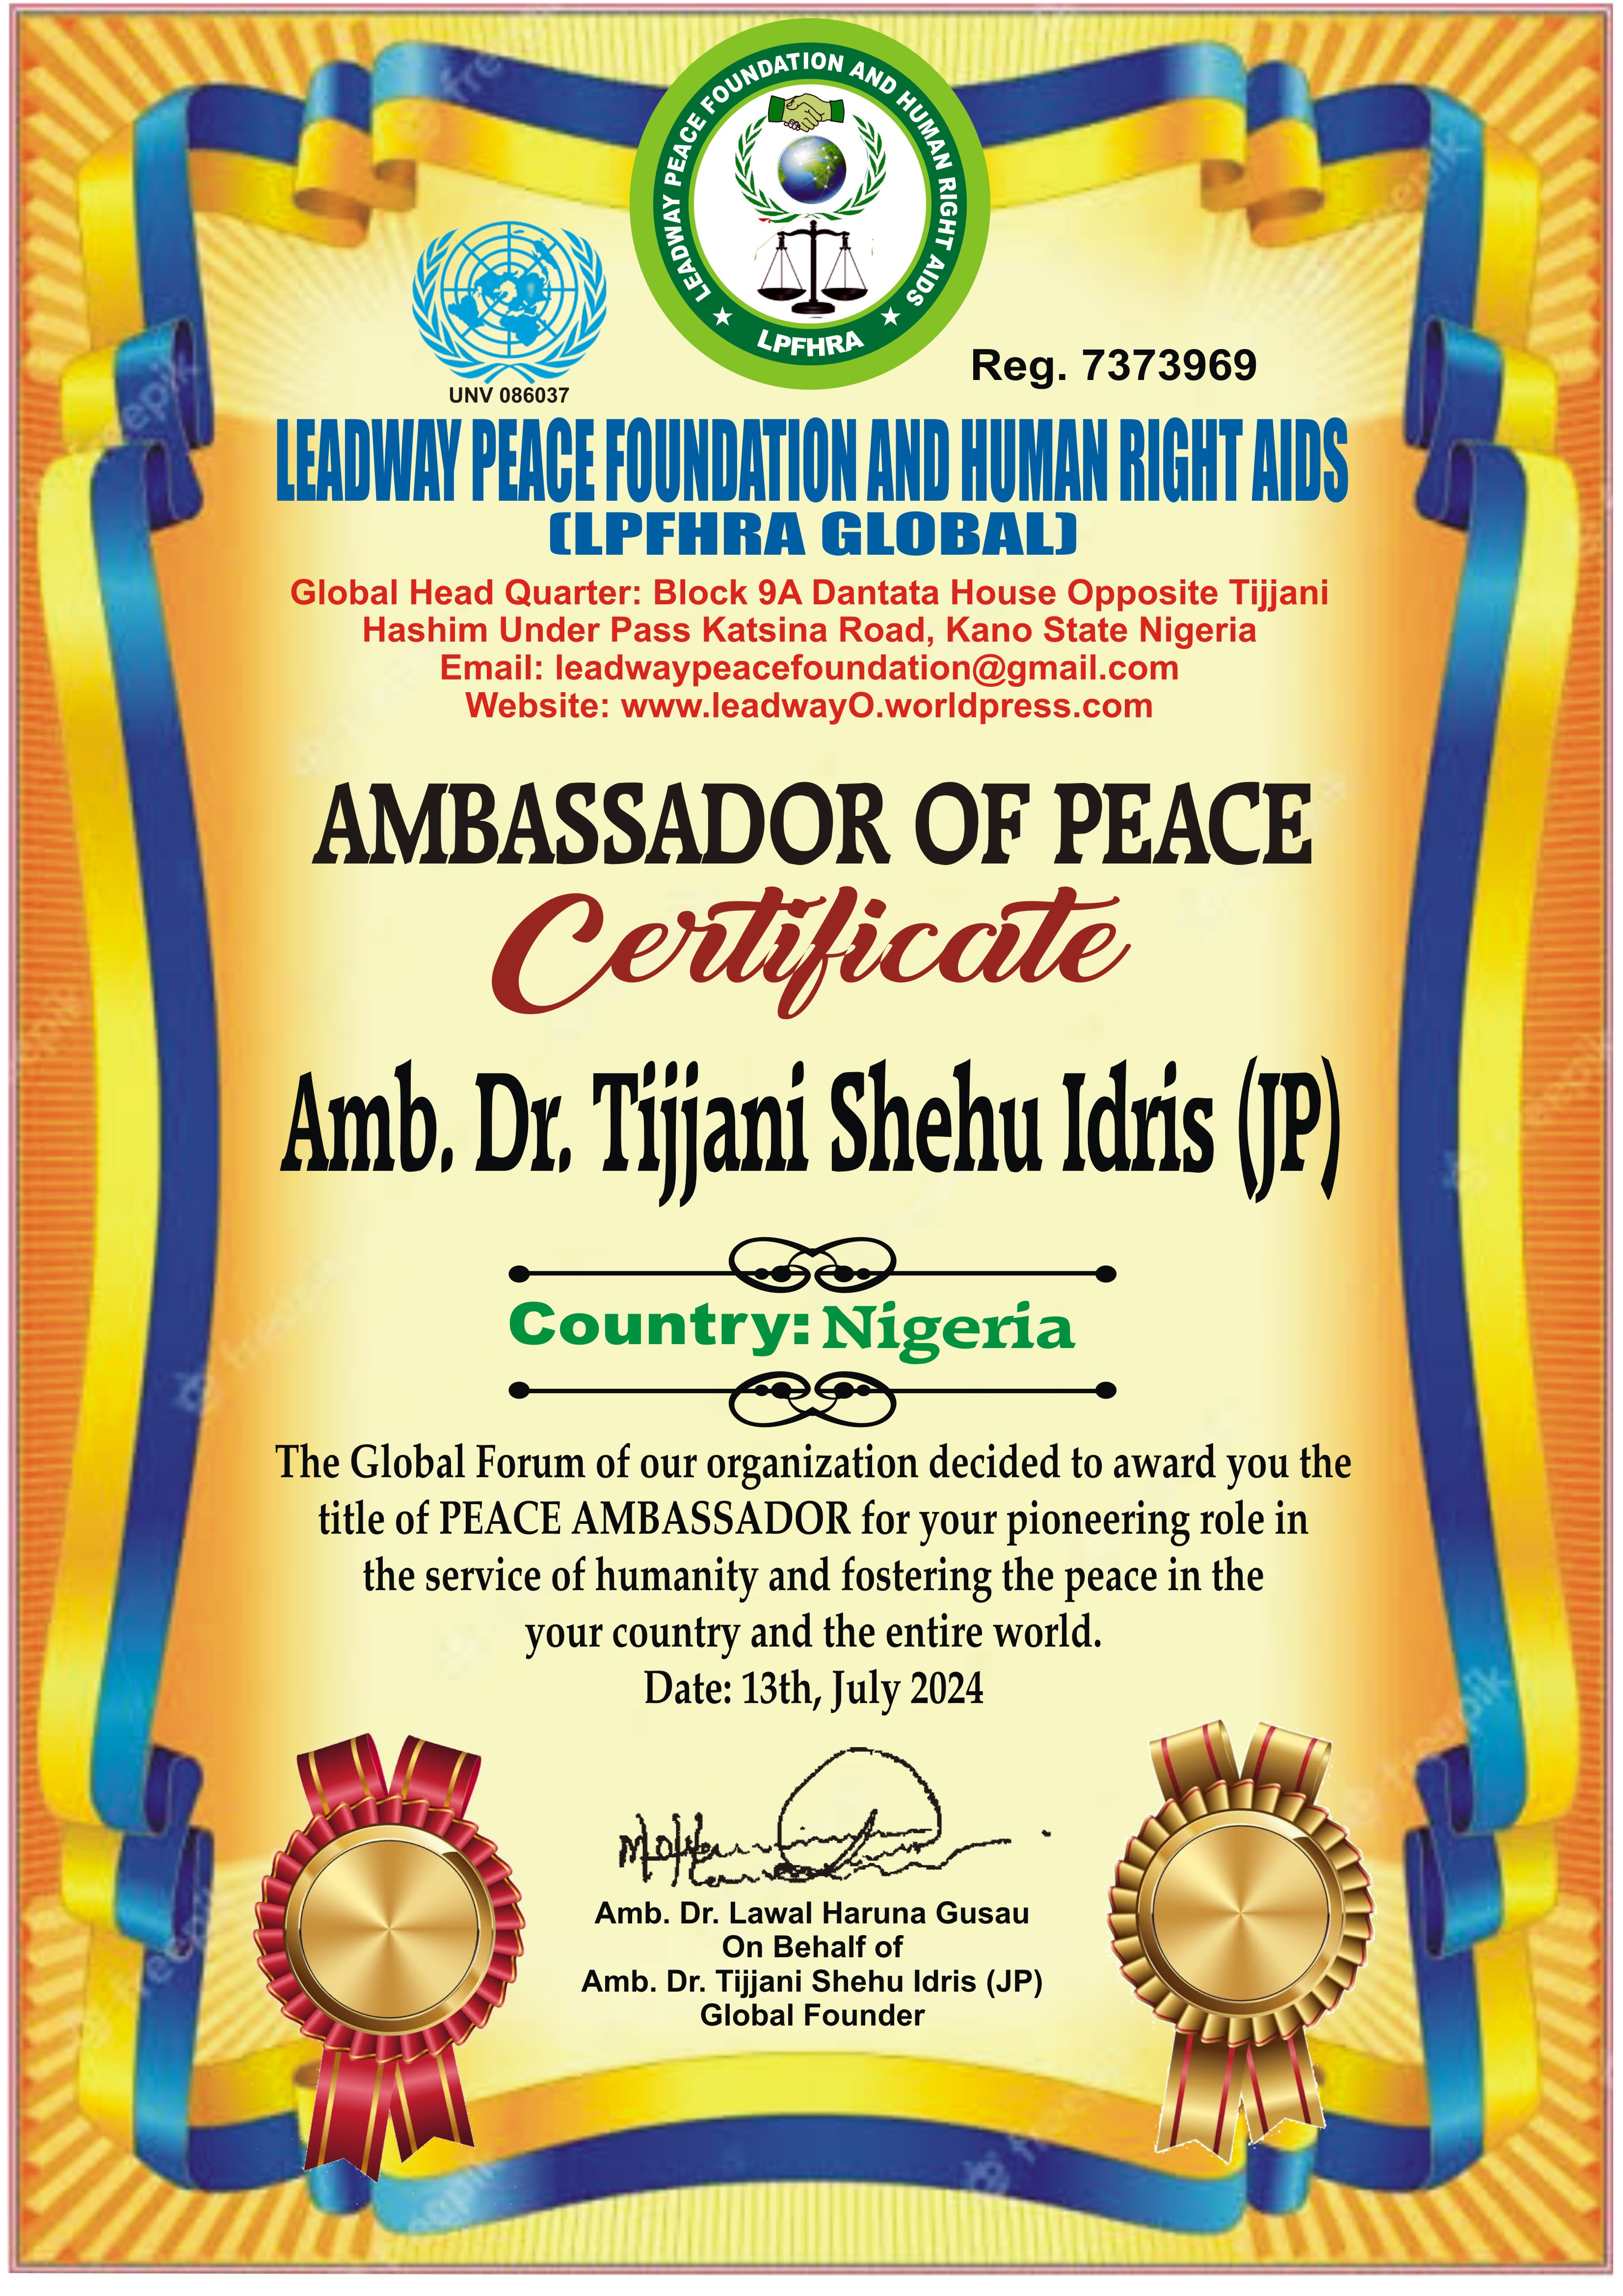 LEADWAY PEACE FOUNDATION AND HUMAN RIGHT AIDS
LPFHRA
UNV 086037
Reg. 7373969
LEADWAY PEACE FOUNDATION AND HUMAN RIGHT AIDS
(LPFHRA GLOBAL)
Global Head Quarter: Block 9A Dantata House Opposite Tijjani
Hashim Under Pass Katsina Road, Kano State Nigeria
Email: leadwaypeacefoundation@gmail.com
Website: www.leadwayO.worldpress.com
AMBASSADOR OF PEACE
Certificate
Amb. Dr. Tijjani Shehu Idris (JP)
Country: Nigeria
The Global Forum of our organization decided to award you the
title of PEACE AMBASSADOR for your pioneering role in
the service of humanity and fostering the peace in the
your country and the entire world.
Date: 13th, July 2024
Amb. Dr. Lawal Haruna Gusau
On Behalf of
Amb. Dr. Tijjani Shehu Idris (JP)
Global Founder